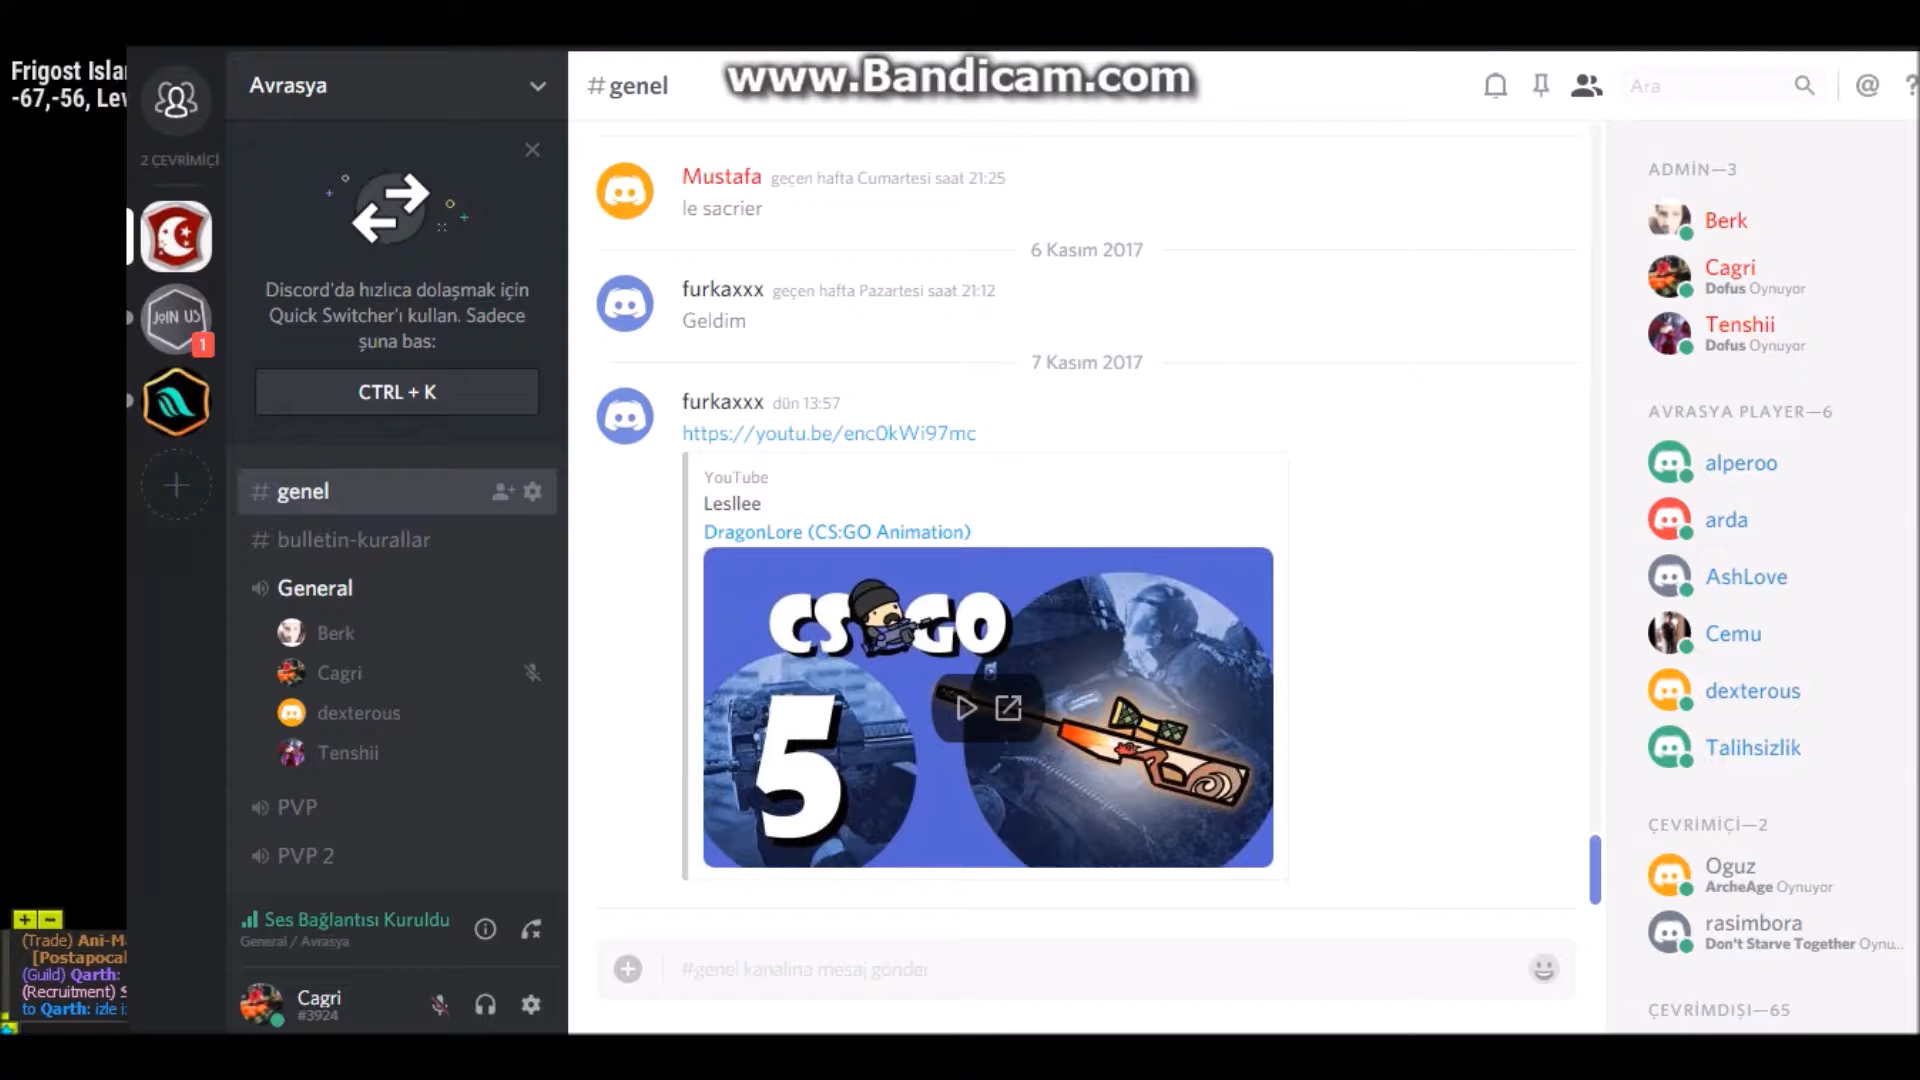 Frigost Islan
-67,-56, Lev
www.Bandicam.com
Avrasya
#genel
Ara
@
?
2 ÇEVRİMİÇİ
JOIN US
1
Discord'da hızlıca dolaşmak için
Quick Switcher'ı kullan. Sadece
şuna bas:
CTRL + K
# genel
# bulletin-kurallar
General
Berk
Cagri
dexterous
Tenshii
PVP
PVP 2
Ses Bağlantısı Kuruldu
General / Avrasya
Cagri
#3924
Mustafa geçen hafta Cumartesi saat 21:25
le sacrier
6 Kasım 2017
furkaxxx geçen hafta Pazartesi saat 21:12
Geldim
7 Kasım 2017
furkaxxx dün 13:57
https://youtu.be/enc0kWi97mc
YouTube
Lesllee
DragonLore (CS:GO Animation)
CS GO
5
#genel kanalına mesaj gönder
ADMİN—3
Berk
Cagri
Dofus Oynuyor
Tenshii
Dofus Oynuyor
AVRASYA PLAYER—6
alperoo
arda
AshLove
Cemu
dexterous
Talihsizlik
ÇEVRİMİÇİ—2
Oguz
ArcheAge Oynuyor
rasimbora
Don't Starve Together Oynu...
ÇEVRİMDIŞI—65
(Trade) Ani-M
[Postapocal
(Guild) Qarth:
(Recruitment) S
to Qarth: izle i